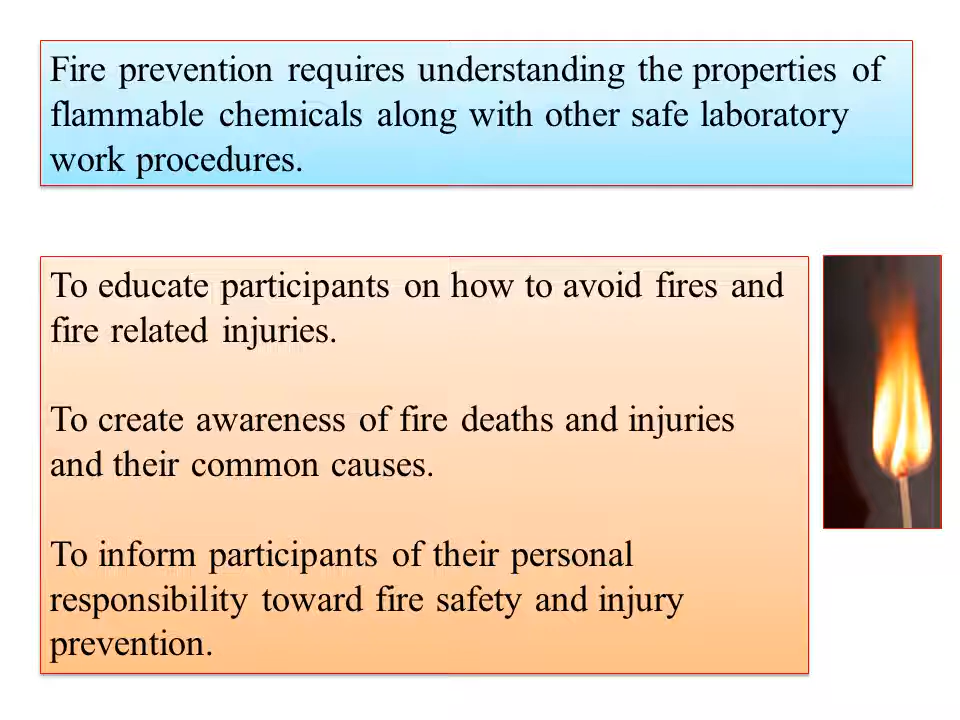 Fire prevention requires understanding the properties of
flammable chemicals along with other safe laboratory
work procedures.
To educate participants on how to avoid fires and
fire related injuries.
To create awareness of fire deaths and injuries
and their common causes.
To inform participants of their personal
responsibility toward fire safety and injury
prevention.